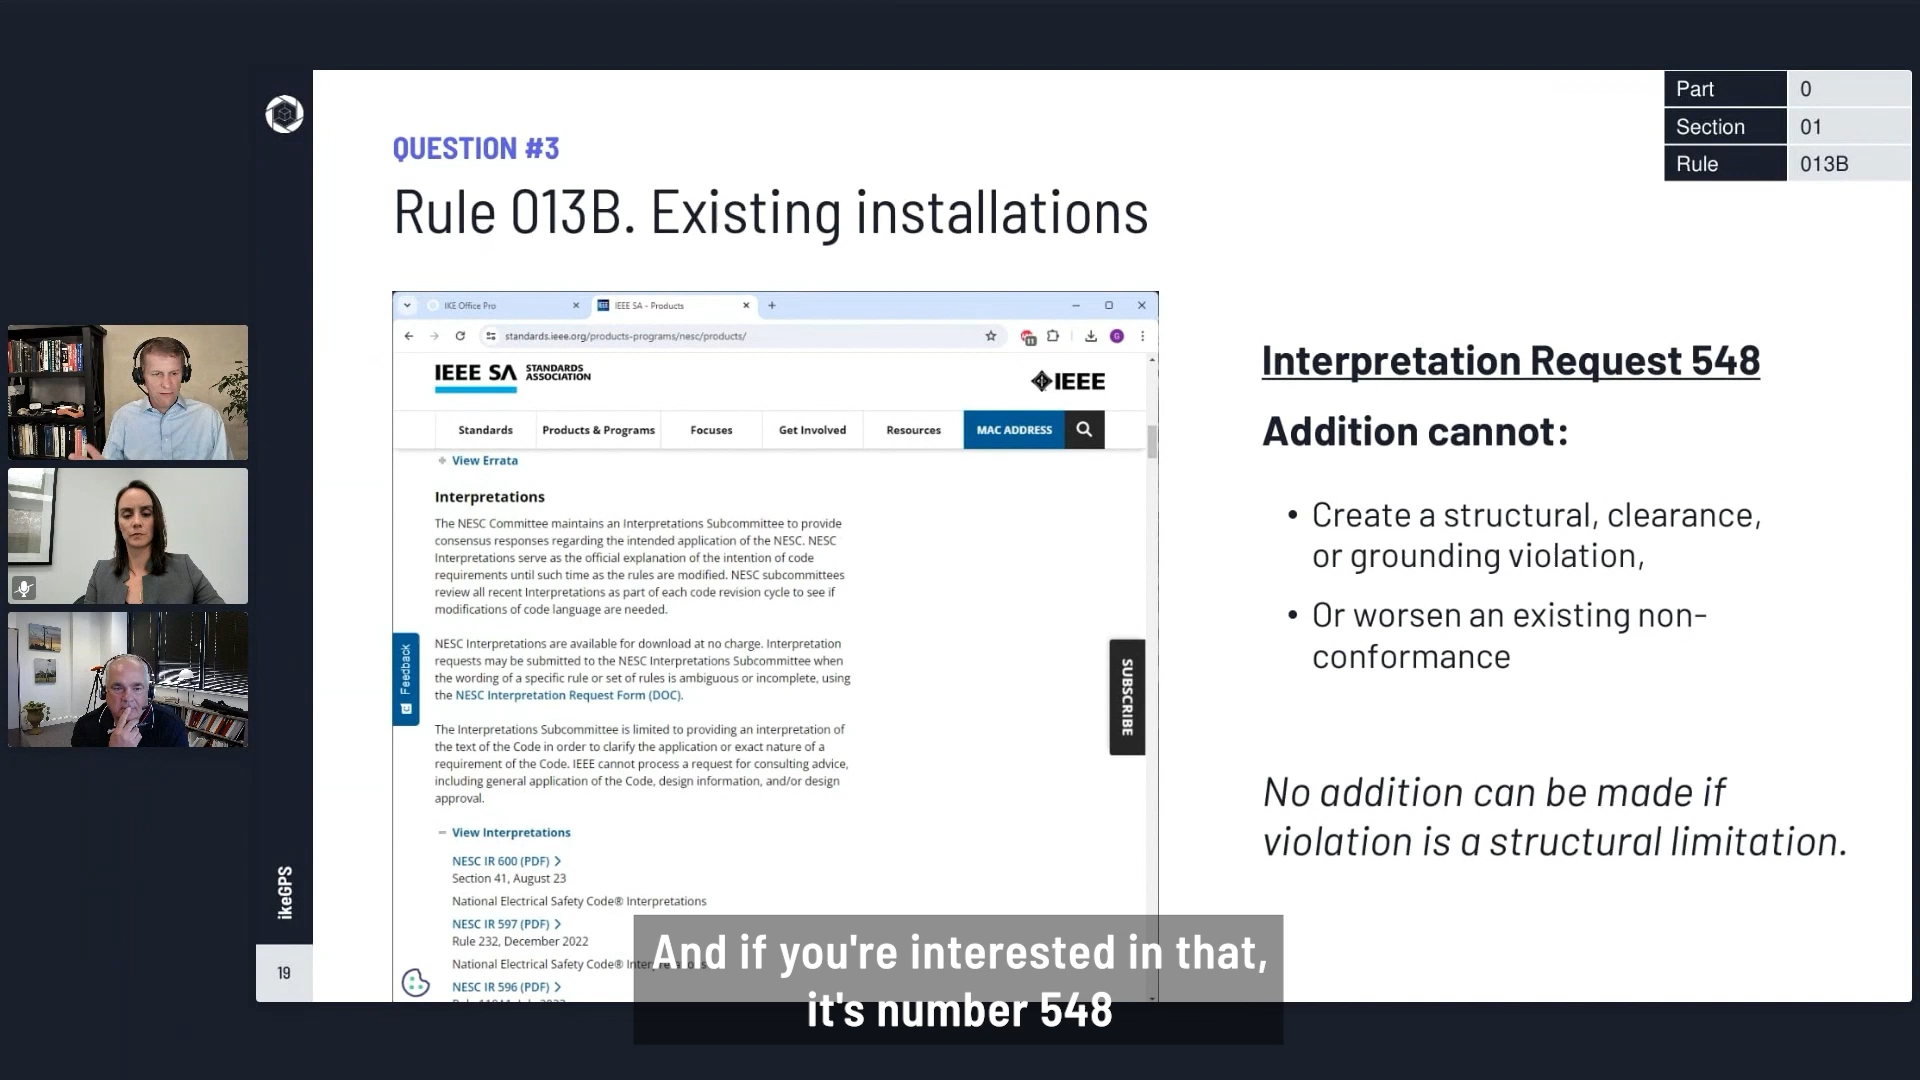 Part 0
Section 01
Rule 013B
QUESTION #3
Rule 013B. Existing installations
IKE Office Pro
IEEE SA - Products
standards.ieee.org/products-programs/nesc/products/
IEEE SA STANDARDS ASSOCIATION
IEEE
Standards
Products & Programs
Focuses
Get Involved
Resources
MAC ADDRESS
View Errata
Interpretations
The NESC Committee maintains an Interpretations Subcommittee to provide
consensus responses regarding the intended application of the NESC. NESC
Interpretations serve as the official explanation of the intention of code
requirements until such time as the rules are modified. NESC subcommittees
review all recent Interpretations as part of each code revision cycle to see if
modifications of code language are needed.
NESC Interpretations are available for download at no charge. Interpretation
requests may be submitted to the NESC Interpretations Subcommittee when
the wording of a specific rule or set of rules is ambiguous or incomplete, using
the NESC Interpretation Request Form (DOC).
The Interpretations Subcommittee is limited to providing an interpretation of
the text of the Code in order to clarify the application or exact nature of a
requirement of the Code. IEEE cannot process a request for consulting advice,
including general application of the Code, design information, and/or design
approval.
View Interpretations
NESC IR 600 (PDF)
Section 41, August 23
National Electrical Safety Code® Interpretations
NESC IR 597 (PDF)
Rule 232, December 2022
National Electrical Safety Code®
NESC IR 596 (PDF)
Feedback
SUBSCRIBE
Interpretation Request 548
Addition cannot:
• Create a structural, clearance,
or grounding violation,
• Or worsen an existing non-
conformance
No addition can be made if
violation is a structural limitation.
ikeGPS
19
And if you're interested in that,
it's number 548